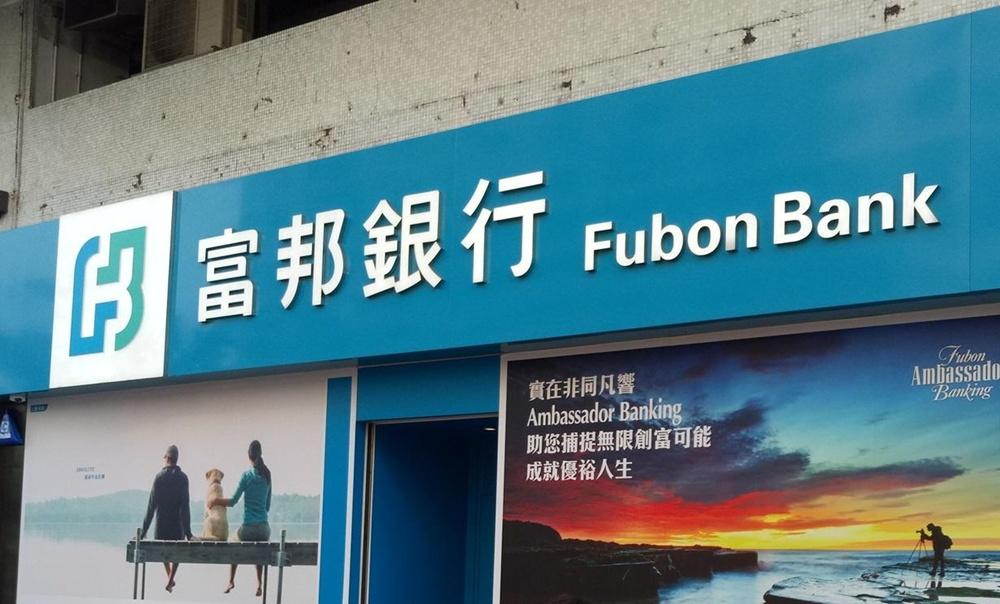 富邦銀行 Fubon Bank
實在非同凡響
Ambassador Banking
助您捕捉無限創富可能
成就優裕人生
Fubon
Ambassado
Banking